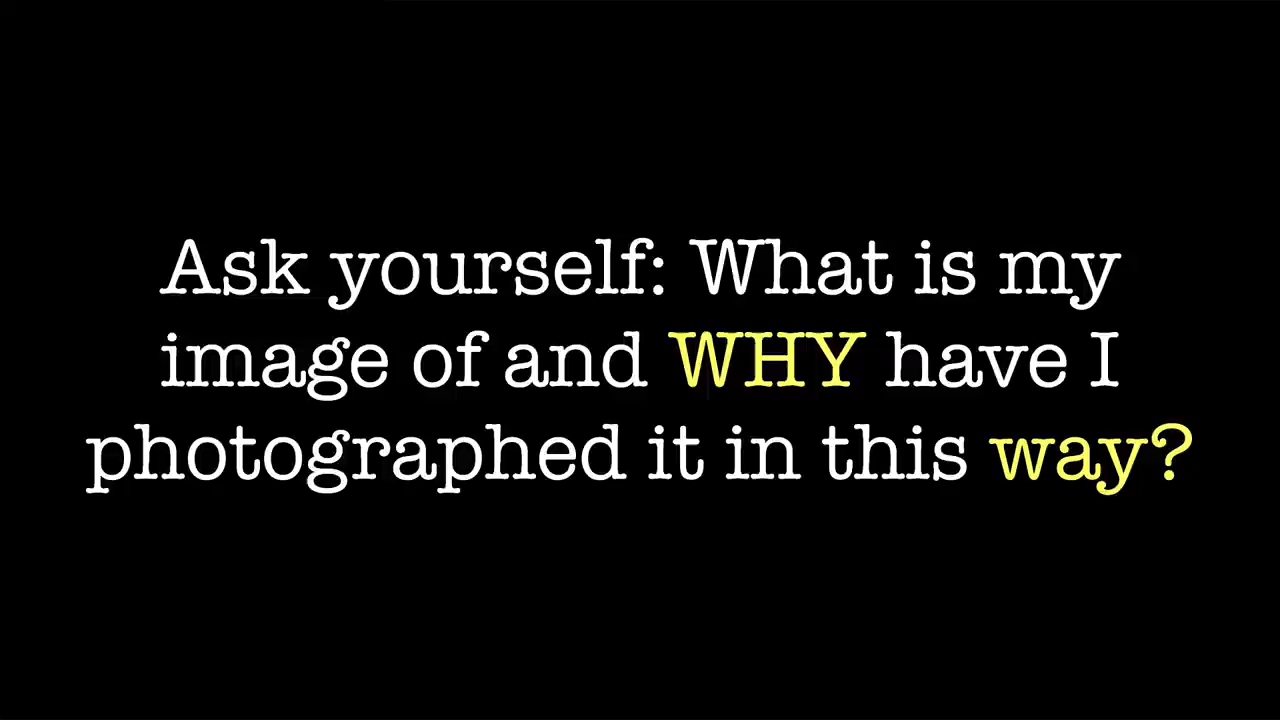 Ask yourself: What is my
image of and WHY have I
photographed it in this way?